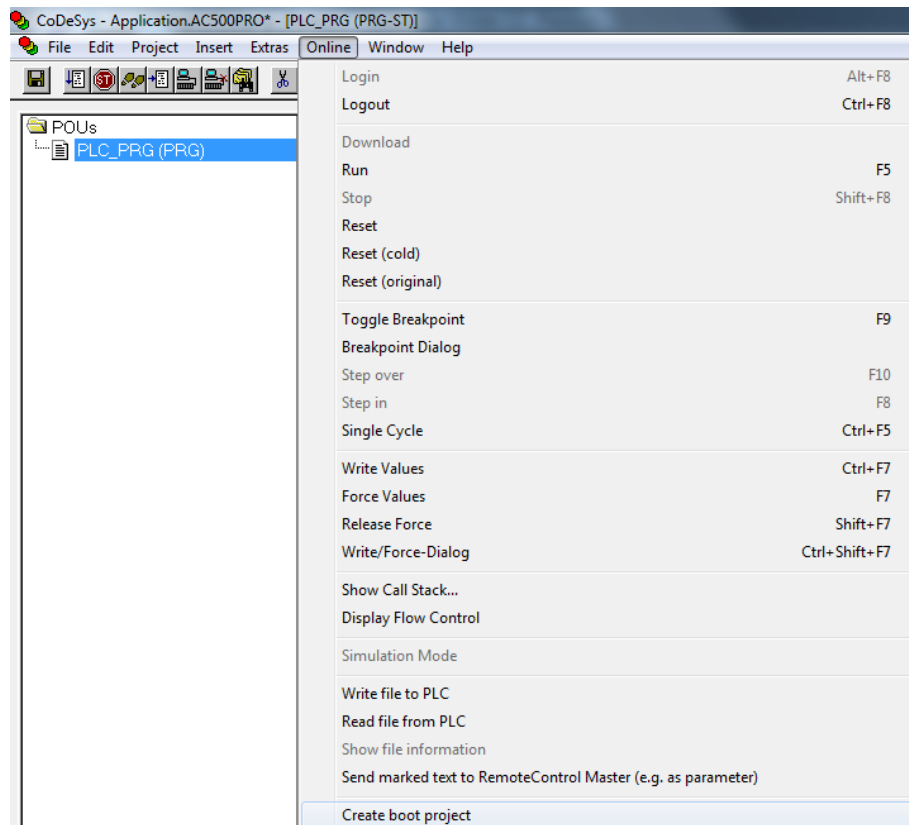 CoDeSys - Application.AC500PRO* - [PLC_PRG (PRG-ST)]
File Edit Project Insert Extras Online Window Help
POUs
PLC_PRG (PRG)
Login Alt+F8
Logout Ctrl+F8
Download
Run F5
Stop Shift+F8
Reset
Reset (cold)
Reset (original)
Toggle Breakpoint F9
Breakpoint Dialog
Step over F10
Step in F8
Single Cycle Ctrl+F5
Write Values Ctrl+F7
Force Values F7
Release Force Shift+F7
Write/Force-Dialog Ctrl+Shift+F7
Show Call Stack...
Display Flow Control
Simulation Mode
Write file to PLC
Read file from PLC
Show file information
Send marked text to RemoteControl Master (e.g. as parameter)
Create boot project